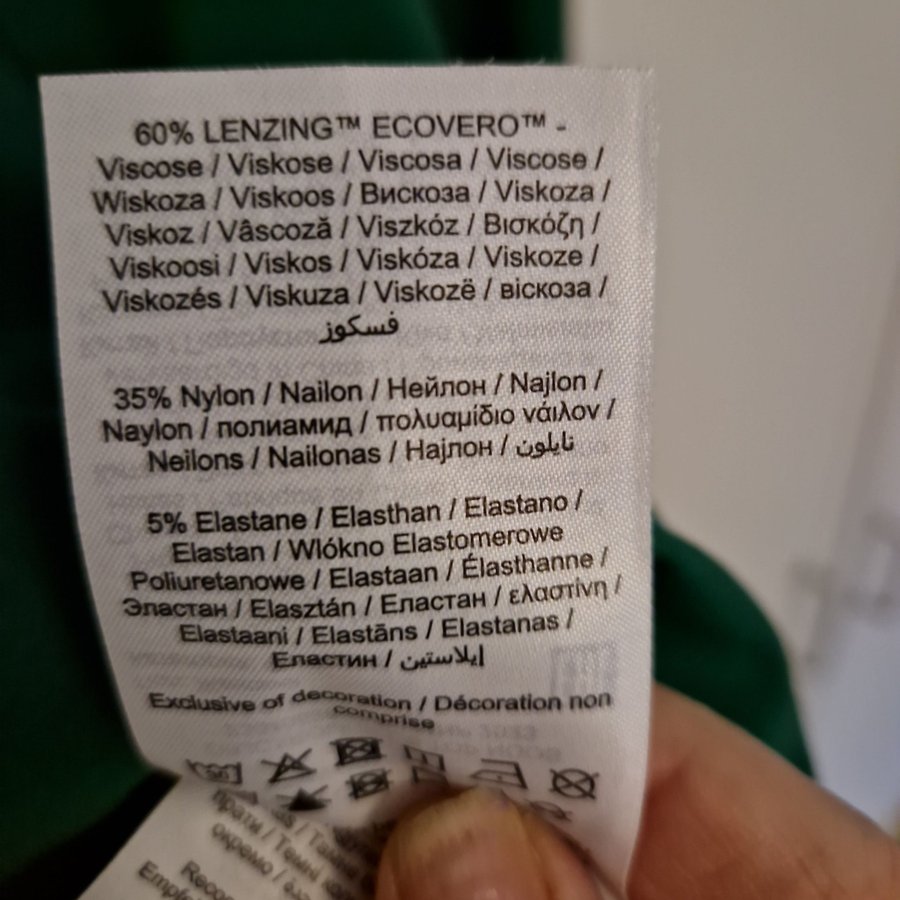 60% LENZING™ ECOVERO™ -
Viscose / Viskose / Viscosa / Viscose /
Wiskoza / Viskoos / Вискоза / Viskoza /
Viskoz / Vâscoză / Viszkóz / Βισκόζη /
Viskoosi / Viskos / Viskóza / Viskoze /
Viskozés / Viskuza / Viskozë / віскоза /
فسكوز
35% Nylon / Nailon / Нейлон / Najlon /
Naylon / полиамид / πολυαμίδιο νάιλον /
Neilons / Nailonas / Најлон / نايلون
5% Elastane / Elasthan / Elastano /
Elastan / Wlókno Elastomerowe
Poliuretanowe / Elastaan / Élasthanne /
Эластан / Elasztán / Еластан / ελαστίνη /
Elastaani / Elastāns / Elastanas /
Еластин / إيلاستين
Exclusive of decoration / Décoration non
comprise